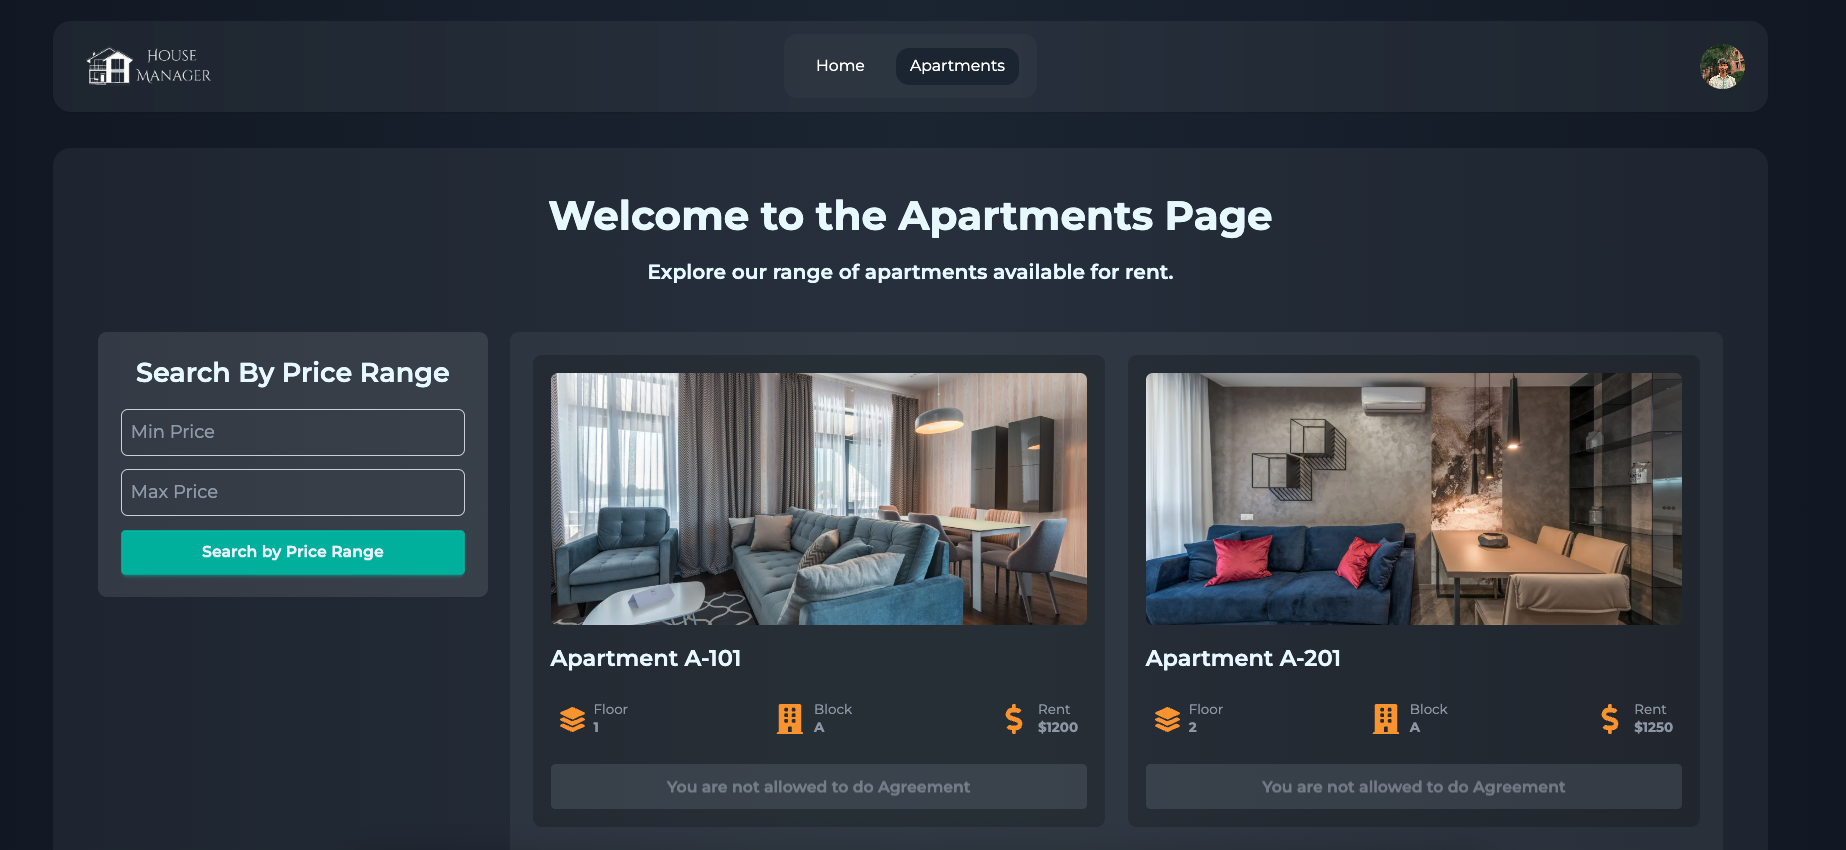 House
Manager
Home
Apartments
Welcome to the Apartments Page
Explore our range of apartments available for rent.
Search By Price Range
Min Price
Max Price
Search by Price Range
Apartment A-101
Floor
1
Block
A
Rent
$1200
You are not allowed to do Agreement
Apartment A-201
Floor
2
Block
A
Rent
$1250
You are not allowed to do Agreement